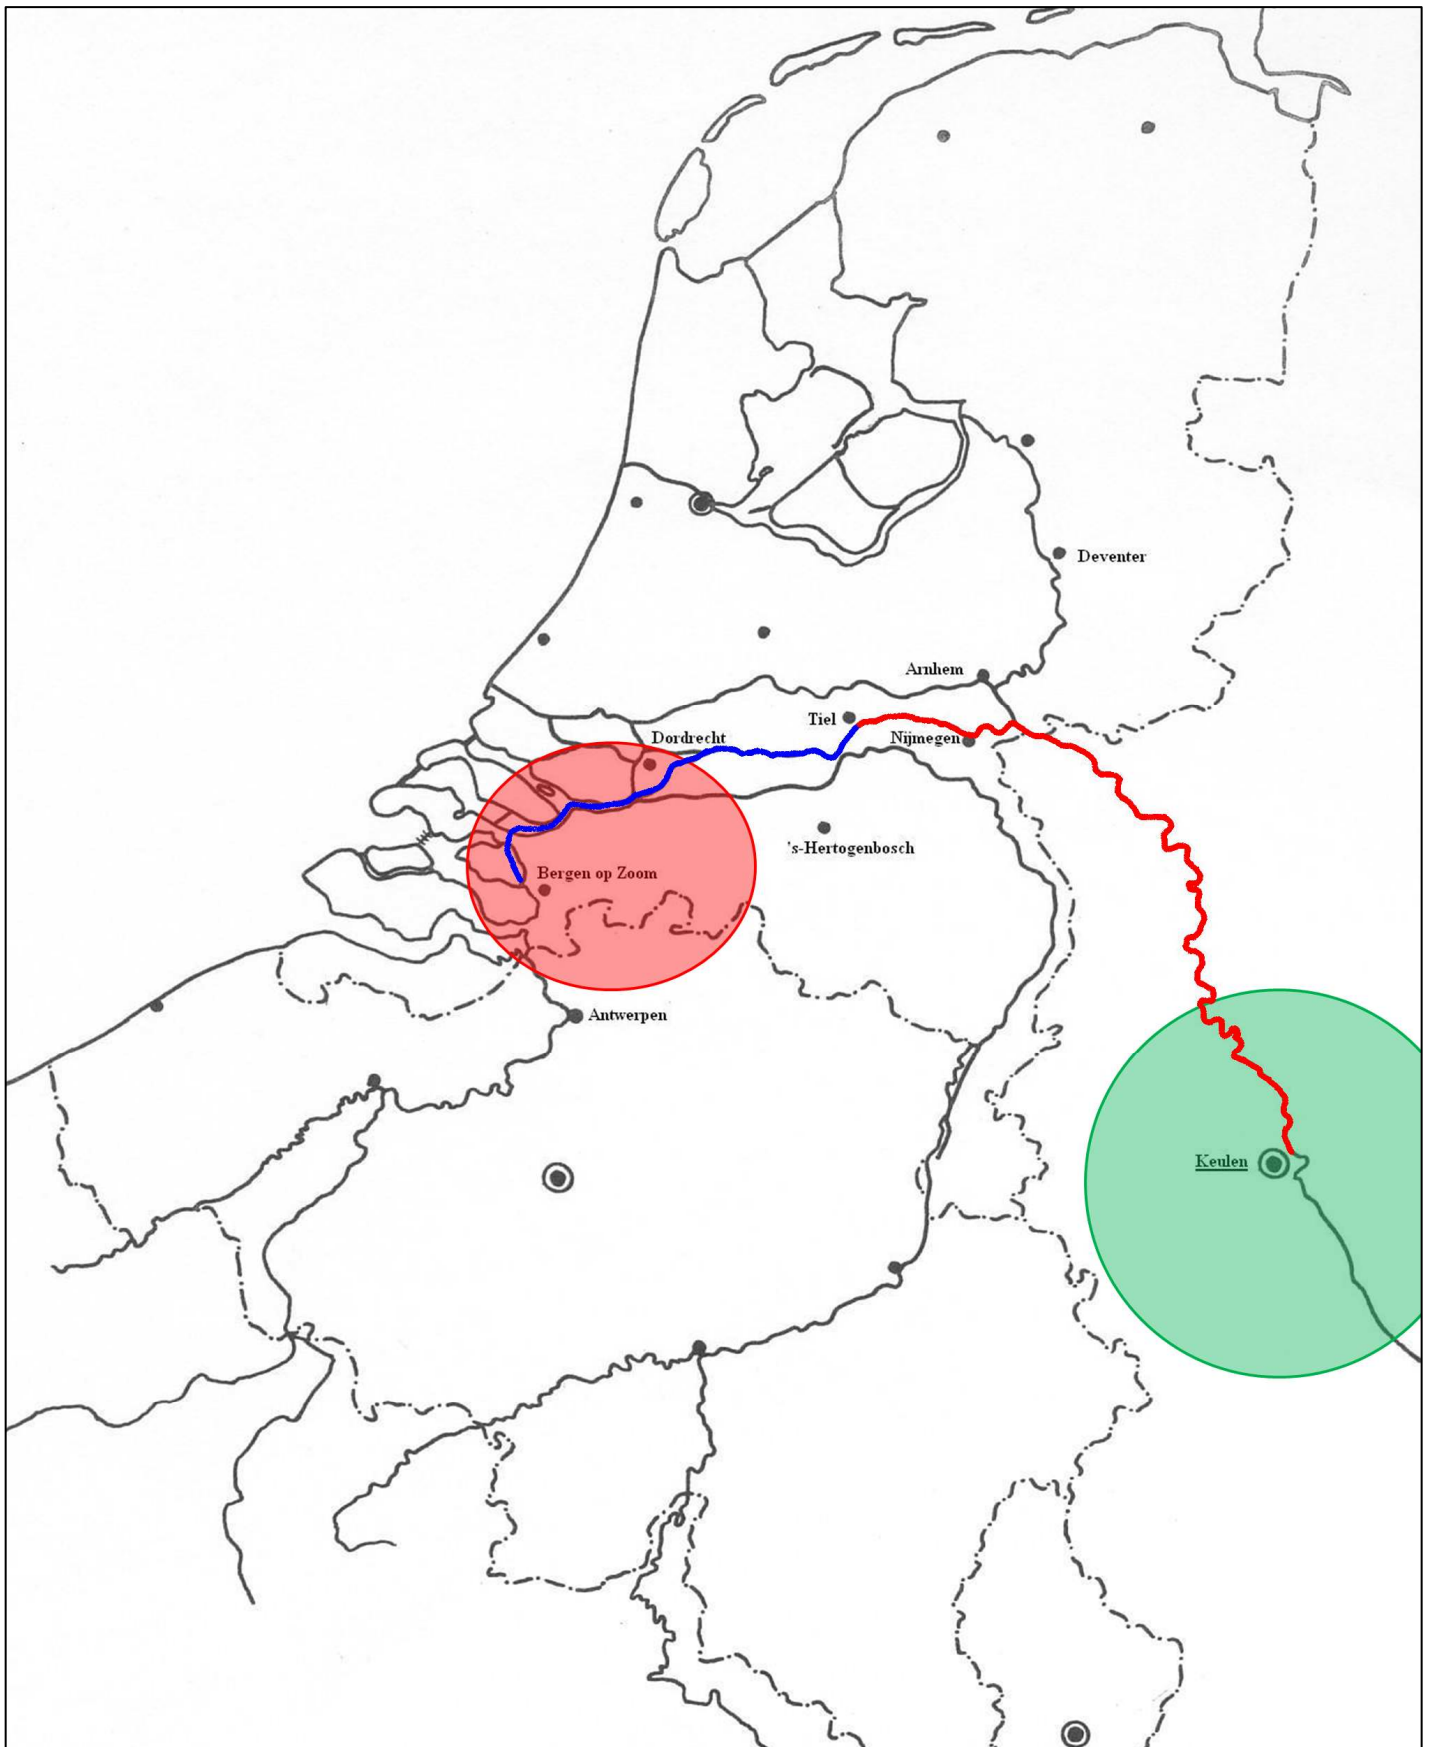 Deventer
Arnhem
Tiel
Dordrecht
Nijmegen
's-Hertogenbosch
Bergen op Zoom
Antwerpen
Keulen